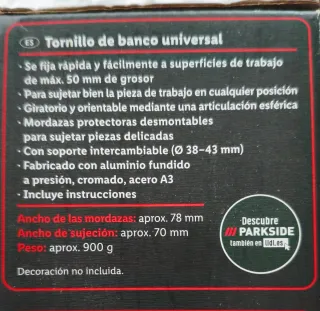 ES Tornillo de banco universal
· Se fija rápida y fácilmente a superficies de trabajo
de máx. 50 mm de grosor
· Para sujetar bien la pieza de trabajo en cualquier posición
· Giratorio y orientable mediante una articulación esférica
· Mordazas protectoras desmontables
para sujetar piezas delicadas
· Con soporte intercambiable (Ø 38–43 mm)
· Fabricado con aluminio fundido
a presión, cromado, acero A3
· Incluye instrucciones
Ancho de las mordazas: aprox. 78 mm
Ancho de sujeción: aprox. 70 mm
Peso: aprox. 900 g
Decoración no incluida.
Descubre
PARKSIDE
también en lidl.es